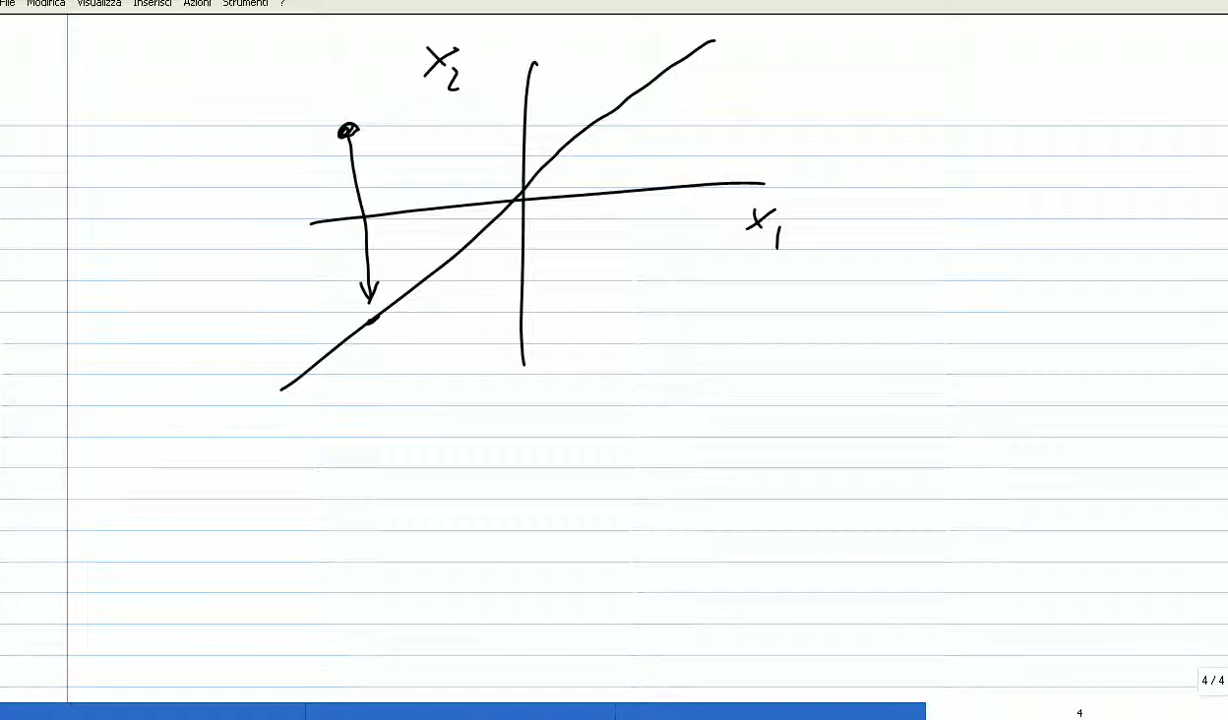 File Modifica Visualizza Inserisci Azioni Strumenti ?
x₂
x₁
4 / 4
4